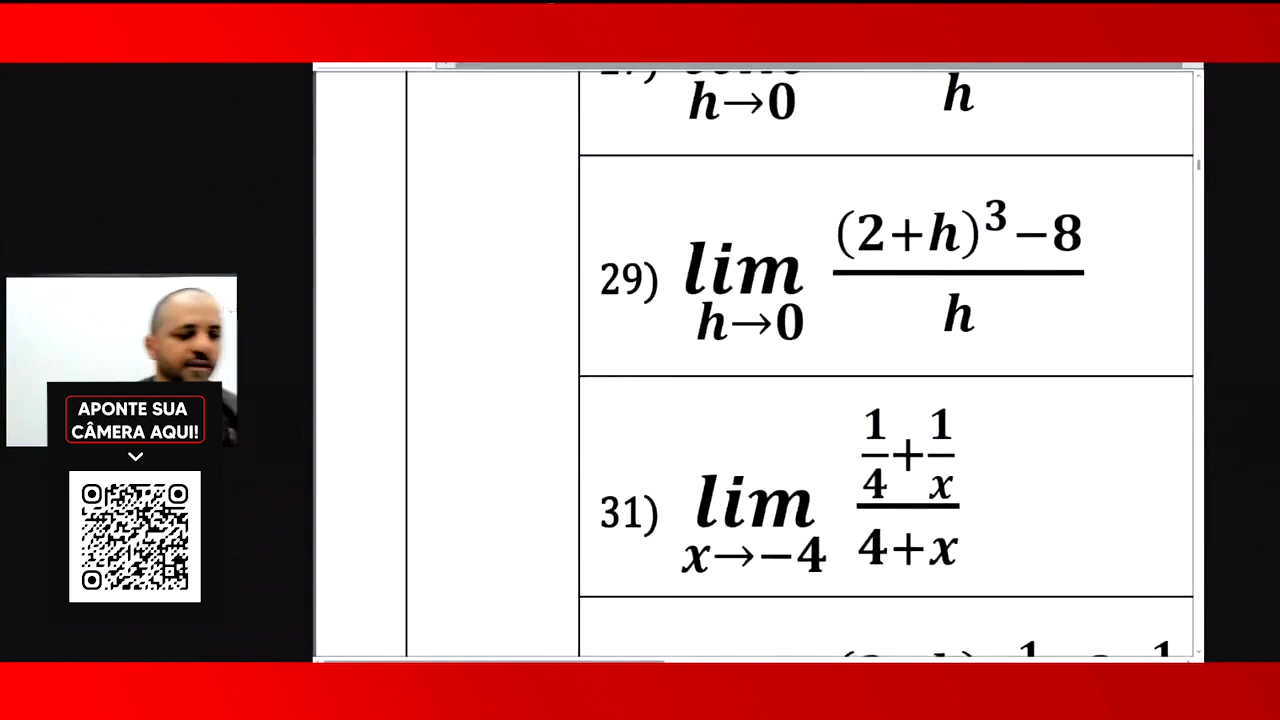 h→0 h
29) lim (2+h)³−8
h→0 h
31) lim 1/4+1/x
x→−4 4+x
APONTE SUA
CÂMERA AQUI!